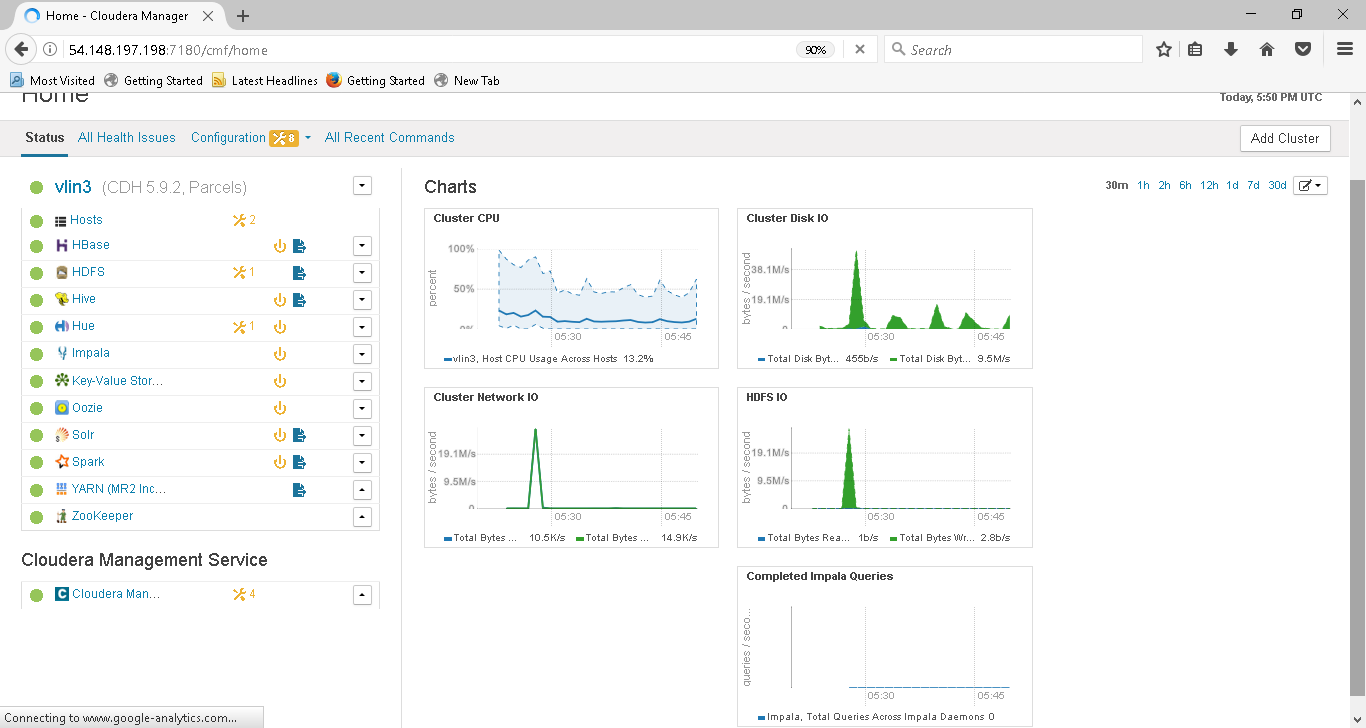 Home - Cloudera Manager
54.148.197.198:7180/cmf/home
90%
Search
Most Visited
Getting Started
Latest Headlines
Getting Started
New Tab
Home
Today, 5:50 PM UTC
Status
All Health Issues
Configuration
8
All Recent Commands
Add Cluster
vlin3 (CDH 5.9.2, Parcels)
Hosts
2
HBase
HDFS
1
Hive
Hue
1
Impala
Key-Value Stor...
Oozie
Solr
Spark
YARN (MR2 Inc...
ZooKeeper
Cloudera Management Service
C Cloudera Man...
4
Charts
30m 1h 2h 6h 12h 1d 7d 30d
Cluster CPU
percent
100%
50%
0%
05:30
05:45
vlin3, Host CPU Usage Across Hosts 13.2%
Cluster Disk IO
bytes / second
38.1M/s
19.1M/s
0
05:30
05:45
Total Disk Byt... 455b/s
Total Disk Byt... 9.5M/s
Cluster Network IO
bytes / second
19.1M/s
9.5M/s
0
05:30
05:45
Total Bytes ... 10.5K/s
Total Bytes ... 14.9K/s
HDFS IO
bytes / second
19.1M/s
9.5M/s
0
05:30
05:45
Total Bytes Rea... 1b/s
Total Bytes Wr... 2.8b/s
Completed Impala Queries
queries / seco...
05:30
05:45
Impala, Total Queries Across Impala Daemons 0
Connecting to www.google-analytics.com...